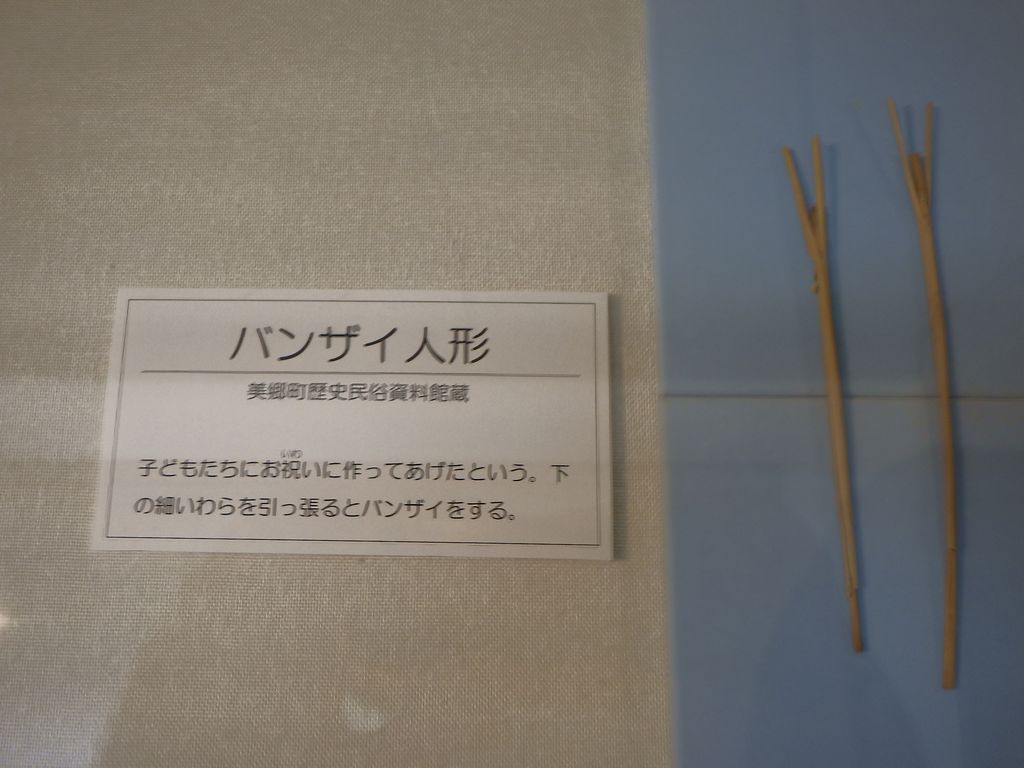 バンザイ人形
美郷町歴史民俗資料館蔵
いわ
子どもたちにお祝いに作ってあげたという。下
の細いわらを引っ張るとバンザイをする。